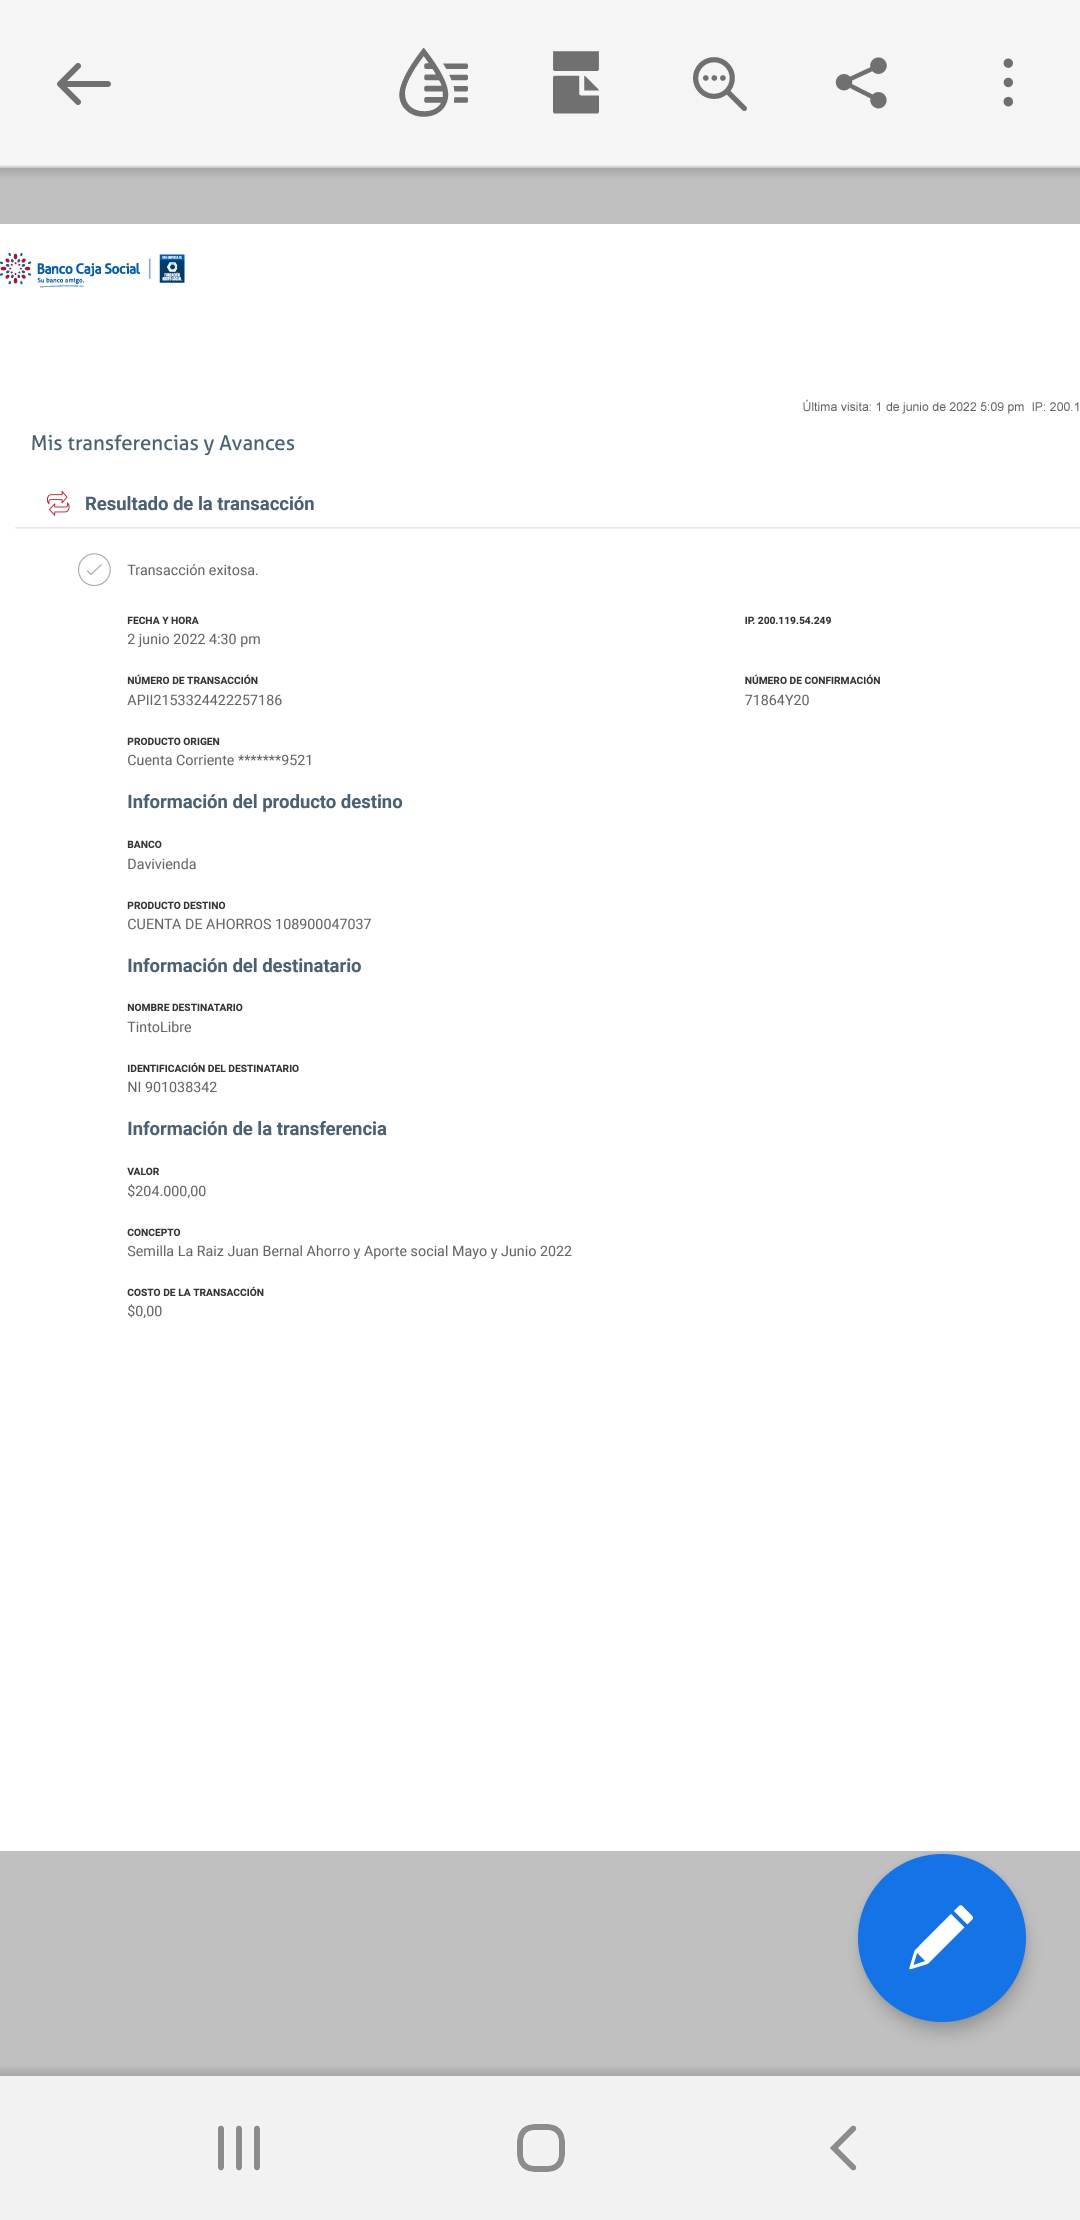 Banco Caja Social
Su banco amigo.
Última visita: 1 de junio de 2022 5:09 pm IP: 200.1
Mis transferencias y Avances
Resultado de la transacción
Transacción exitosa.
FECHA Y HORA
2 junio 2022 4:30 pm
IP. 200.119.54.249
NÚMERO DE TRANSACCIÓN
APII2153324422257186
NÚMERO DE CONFIRMACIÓN
71864Y20
PRODUCTO ORIGEN
Cuenta Corriente *******9521
Información del producto destino
BANCO
Davivienda
PRODUCTO DESTINO
CUENTA DE AHORROS 108900047037
Información del destinatario
NOMBRE DESTINATARIO
TintoLibre
IDENTIFICACIÓN DEL DESTINATARIO
NI 901038342
Información de la transferencia
VALOR
$204.000,00
CONCEPTO
Semilla La Raiz Juan Bernal Ahorro y Aporte social Mayo y Junio 2022
COSTO DE LA TRANSACCIÓN
$0,00